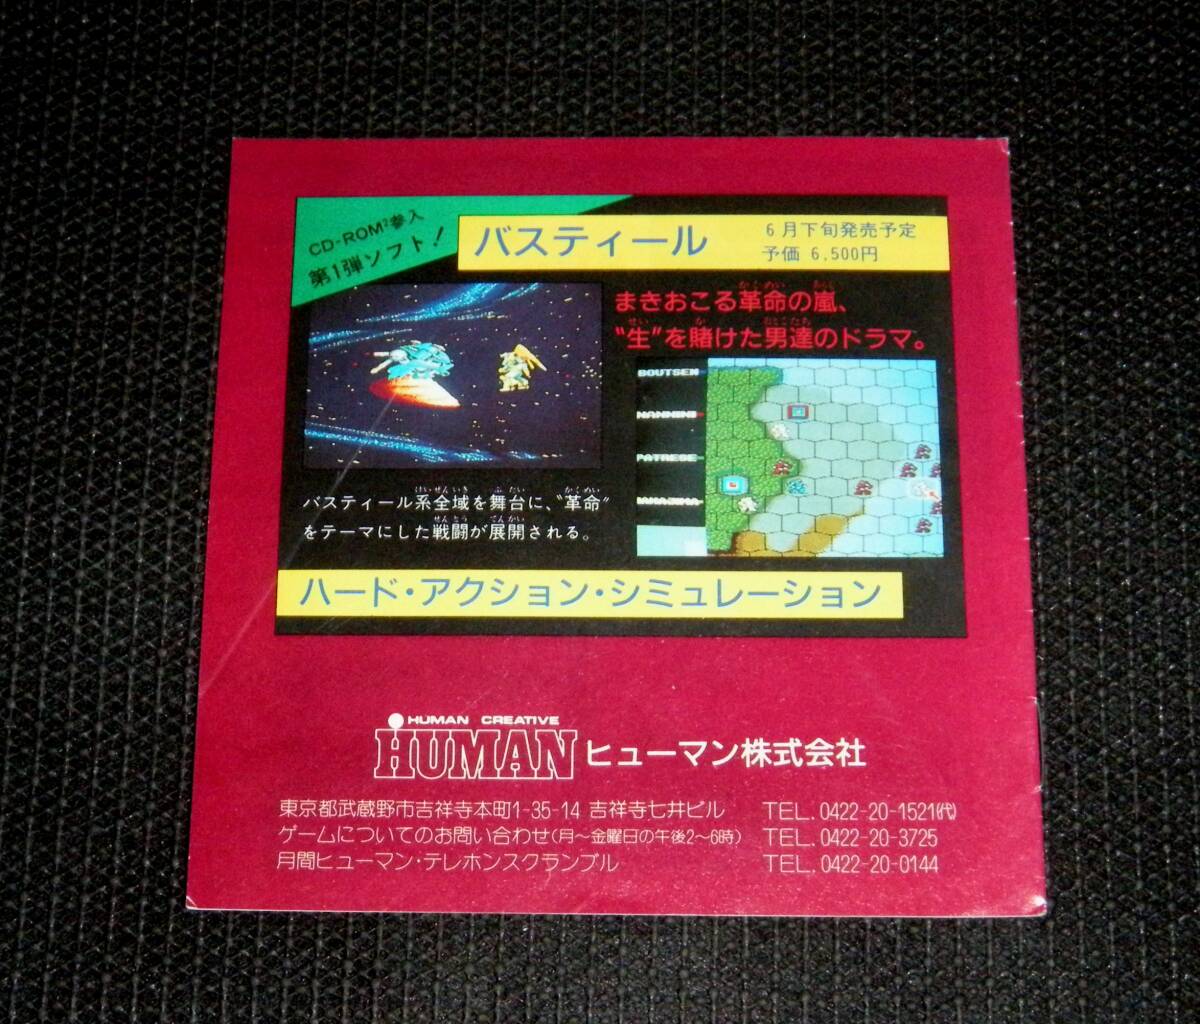 CD-ROM²参入
第1弾ソフト!
バスティール
6月下旬発売予定
予価 6,500円
まきおこる革命の嵐、
"生"を賭けた男達のドラマ。
BOUTSEN
NANNINI
PATRESE
バスティール系全域を舞台に、"革命"
をテーマにした戦闘が展開される。
ハード・アクション・シミュレーション
HUMAN CREATIVE
HUMAN ヒューマン株式会社
東京都武蔵野市吉祥寺本町1-35-14 吉祥寺七井ビル TEL. 0422-20-1521(代)
ゲームについてのお問い合わせ(月~金曜日の午後2~6時) TEL. 0422-20-3725
月間ヒューマン・テレホンスクランブル TEL. 0422-20-0144